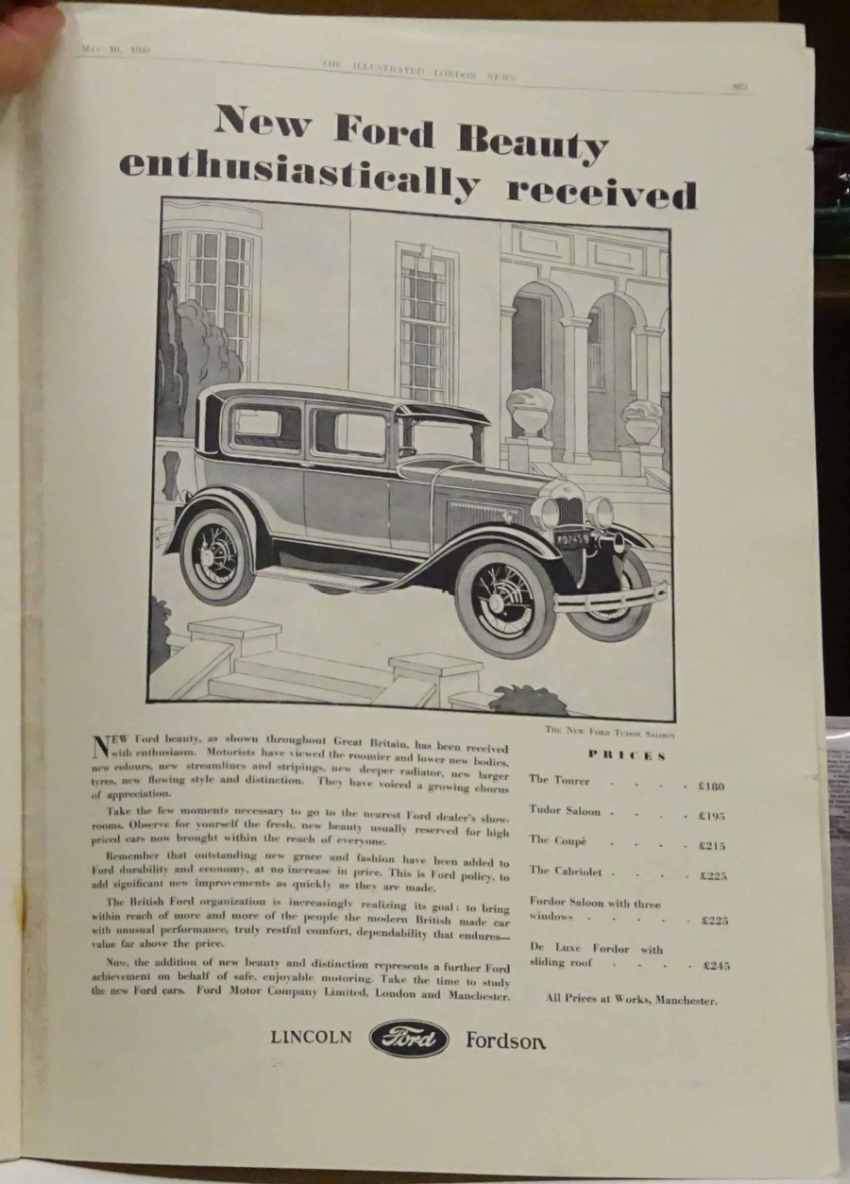 May 10, 1930
THE ILLUSTRATED LONDON NEWS
New Ford Beauty
enthusiastically received
THE NEW FORD TUDOR SALOON
NEW Ford beauty, as shown throughout Great Britain, has been received
with enthusiasm. Motorists have viewed the roomier and lower new bodies,
new colours, new streamlines and stripings, new deeper radiator, new larger
tyres, new flowing style and distinction. They have voiced a growing chorus
of appreciation.
Take the few moments necessary to go to the nearest Ford dealer's show-
rooms. Observe for yourself the fresh, new beauty usually reserved for high
priced cars now brought within the reach of everyone.
Remember that outstanding new grace and fashion have been added to
Ford durability and economy, at no increase in price. This is Ford policy, to
add significant new improvements as quickly as they are made.
The British Ford organization is increasingly realizing its goal: to bring
within reach of more and more of the people the modern British made car
with unusual performance, truly restful comfort, dependability that endures—
value far above the price.
Now, the addition of new beauty and distinction represents a further Ford
achievement on behalf of safe, enjoyable motoring. Take the time to study
the new Ford cars. Ford Motor Company Limited, London and Manchester.
PRICES
The Tourer . . . . £180
Tudor Saloon . . . . £195
The Coupé . . . . £215
The Cabriolet . . . . £225
Fordor Saloon with three
windows . . . . £225
De Luxe Fordor with
sliding roof . . . . £245
All Prices at Works, Manchester.
LINCOLN Ford Fordson